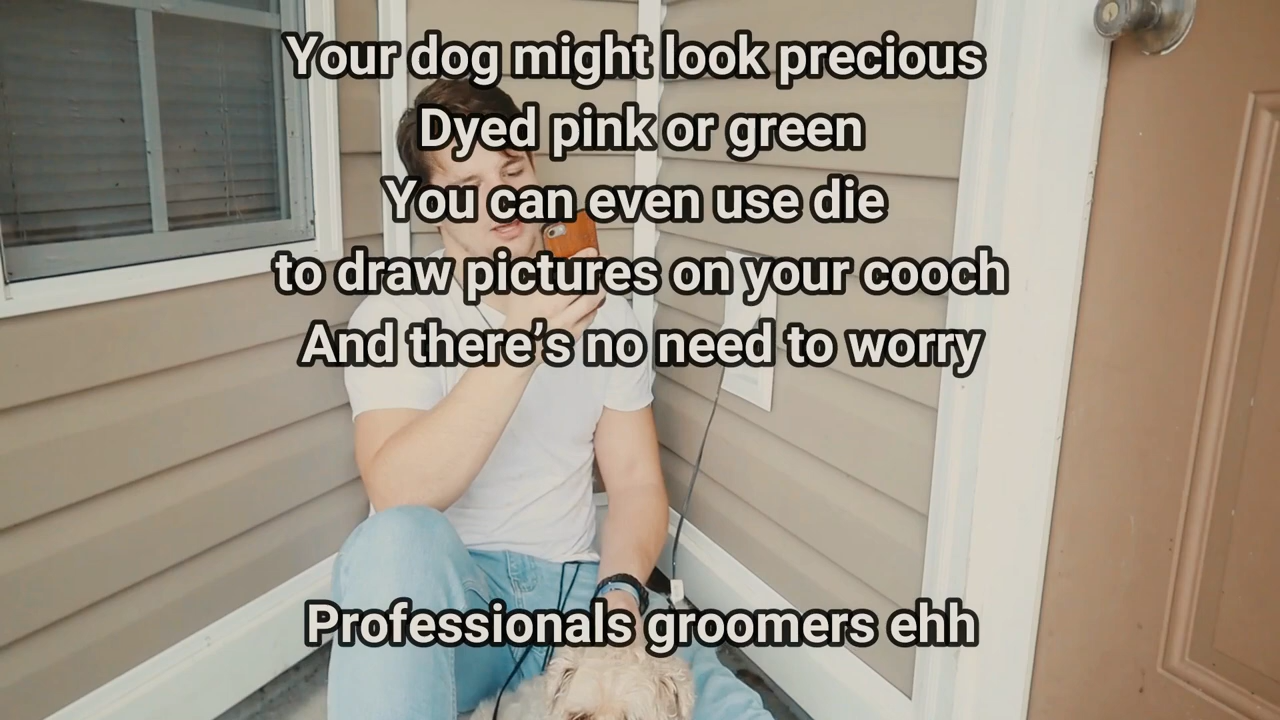 Your dog might look precious
Dyed pink or green
You can even use die
to draw pictures on your cooch
And there’s no need to worry
Professionals groomers ehh